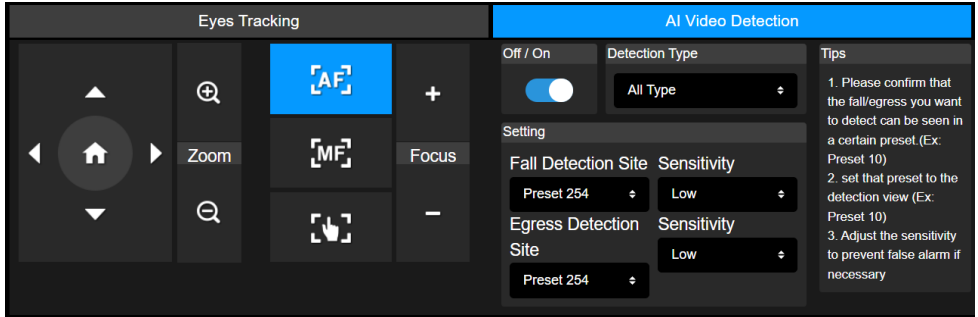 Eyes Tracking
AI Video Detection
Zoom
[AF]
[MF]
+
Focus
−
Off / On
Detection Type
All Type
Setting
Fall Detection Site
Sensitivity
Preset 254
Low
Egress Detection
Site
Sensitivity
Preset 254
Low
Tips
1. Please confirm that
the fall/egress you want
to detect can be seen in
a certain preset.(Ex:
Preset 10)
2. set that preset to the
detection view (Ex:
Preset 10)
3. Adjust the sensitivity
to prevent false alarm if
necessary